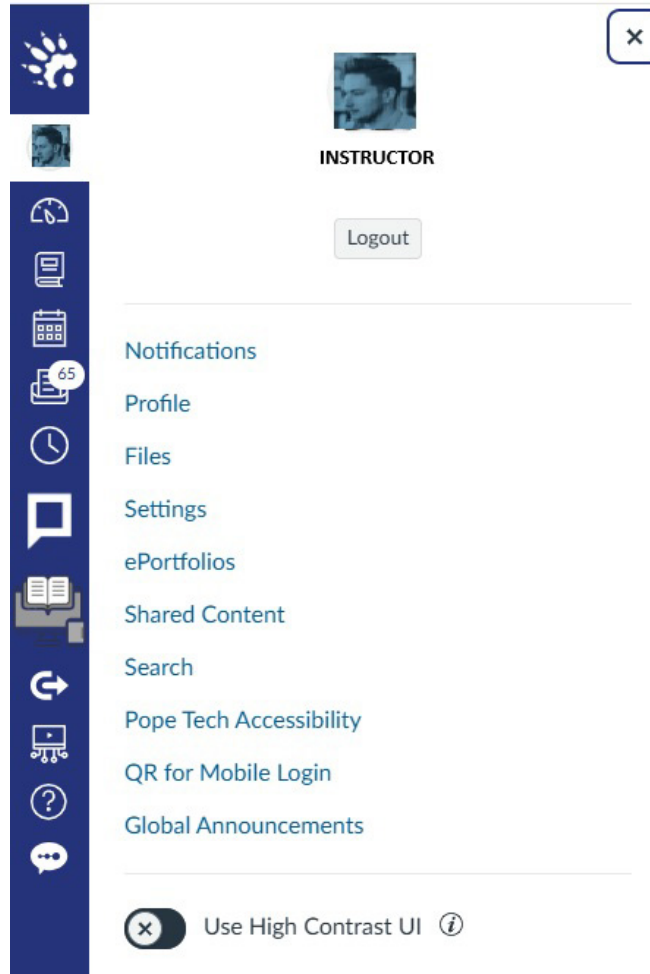 INSTRUCTOR
Logout
Notifications
Profile
65
Files
Settings
ePortfolios
Shared Content
Search
Pope Tech Accessibility
QR for Mobile Login
Global Announcements
Use High Contrast UI